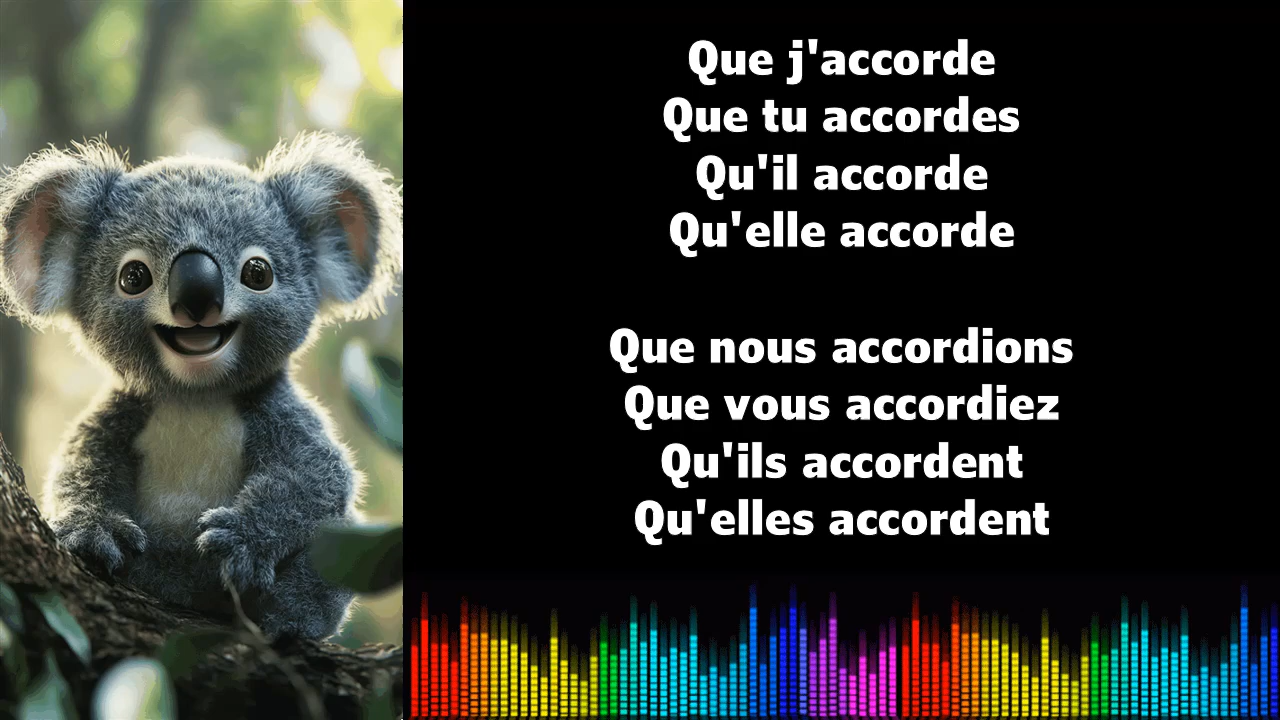 Que j'accorde
Que tu accordes
Qu'il accorde
Qu'elle accorde
Que nous accordions
Que vous accordiez
Qu'ils accordent
Qu'elles accordent